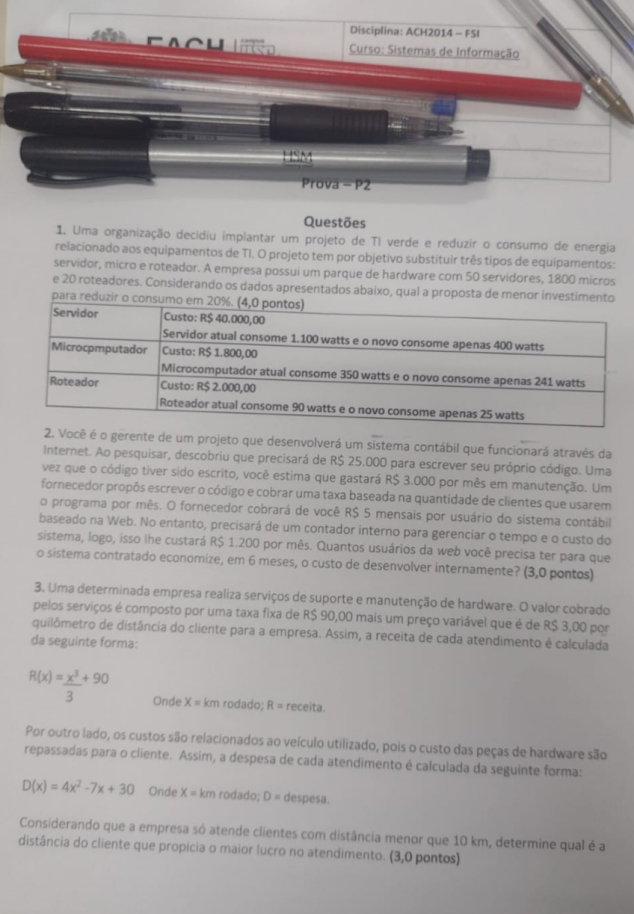 Disciplina: ACH2014 – FSI
EACH campus
Curso: Sistemas de Informação
HSM
Prova – P2
Questões
1. Uma organização decidiu implantar um projeto de TI verde e reduzir o consumo de energia
relacionado aos equipamentos de TI. O projeto tem por objetivo substituir três tipos de equipamentos:
servidor, micro e roteador. A empresa possui um parque de hardware com 50 servidores, 1800 micros
e 20 roteadores. Considerando os dados apresentados abaixo, qual a proposta de menor investimento
para reduzir o consumo em 20%. (4,0 pontos)
Servidor Custo: R$ 40.000,00
Servidor atual consome 1.100 watts e o novo consome apenas 400 watts
Microcpmputador Custo: R$ 1.800,00
Microcomputador atual consome 350 watts e o novo consome apenas 241 watts
Roteador Custo: R$ 2.000,00
Roteador atual consome 90 watts e o novo consome apenas 25 watts
2. Você é o gerente de um projeto que desenvolverá um sistema contábil que funcionará através da
Internet. Ao pesquisar, descobriu que precisará de R$ 25.000 para escrever seu próprio código. Uma
vez que o código tiver sido escrito, você estima que gastará R$ 3.000 por mês em manutenção. Um
fornecedor propôs escrever o código e cobrar uma taxa baseada na quantidade de clientes que usarem
o programa por mês. O fornecedor cobrará de você R$ 5 mensais por usuário do sistema contábil
baseado na Web. No entanto, precisará de um contador interno para gerenciar o tempo e o custo do
sistema, logo, isso lhe custará R$ 1.200 por mês. Quantos usuários da web você precisa ter para que
o sistema contratado economize, em 6 meses, o custo de desenvolver internamente? (3,0 pontos)
3. Uma determinada empresa realiza serviços de suporte e manutenção de hardware. O valor cobrado
pelos serviços é composto por uma taxa fixa de R$ 90,00 mais um preço variável que é de R$ 3,00 por
quilômetro de distância do cliente para a empresa. Assim, a receita de cada atendimento é calculada
da seguinte forma:
R(x) = x³ + 90
3
Onde X = km rodado; R = receita.
Por outro lado, os custos são relacionados ao veículo utilizado, pois o custo das peças de hardware são
repassadas para o cliente. Assim, a despesa de cada atendimento é calculada da seguinte forma:
D(x) = 4x² -7x + 30 Onde X = km rodado; D = despesa.
Considerando que a empresa só atende clientes com distância menor que 10 km, determine qual é a
distância do cliente que propicia o maior lucro no atendimento. (3,0 pontos)